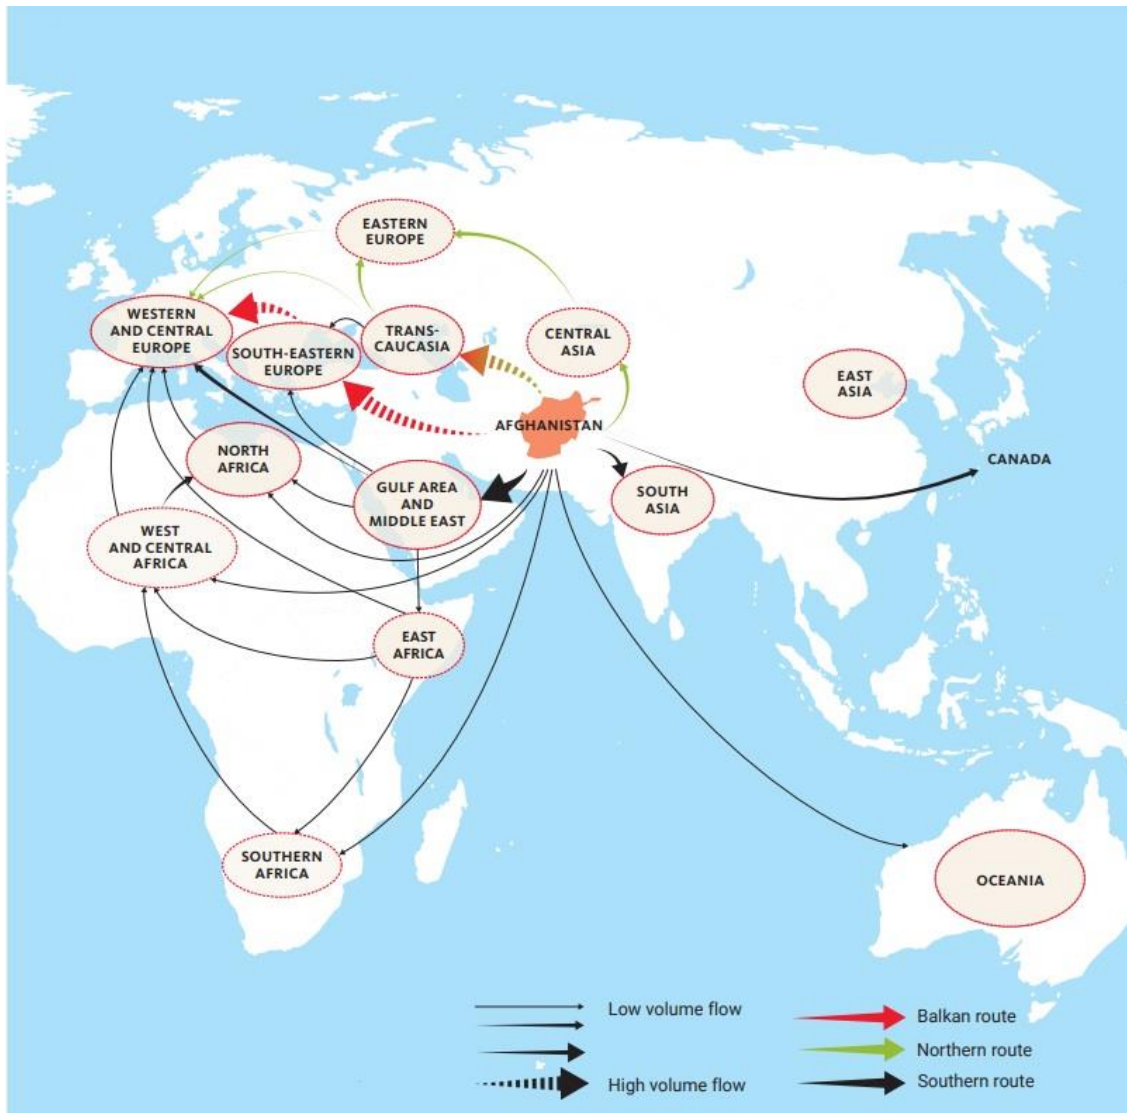 EASTERN
EUROPE
WESTERN
AND CENTRAL
EUROPE
SOUTH-EASTERN
EUROPE
TRANS-
CAUCASIA
CENTRAL
ASIA
EAST
ASIA
AFGHANISTAN
CANADA
NORTH
AFRICA
GULF AREA
AND
MIDDLE EAST
SOUTH
ASIA
WEST
AND CENTRAL
AFRICA
EAST
AFRICA
SOUTHERN
AFRICA
OCEANIA
Low volume flow
High volume flow
Balkan route
Northern route
Southern route